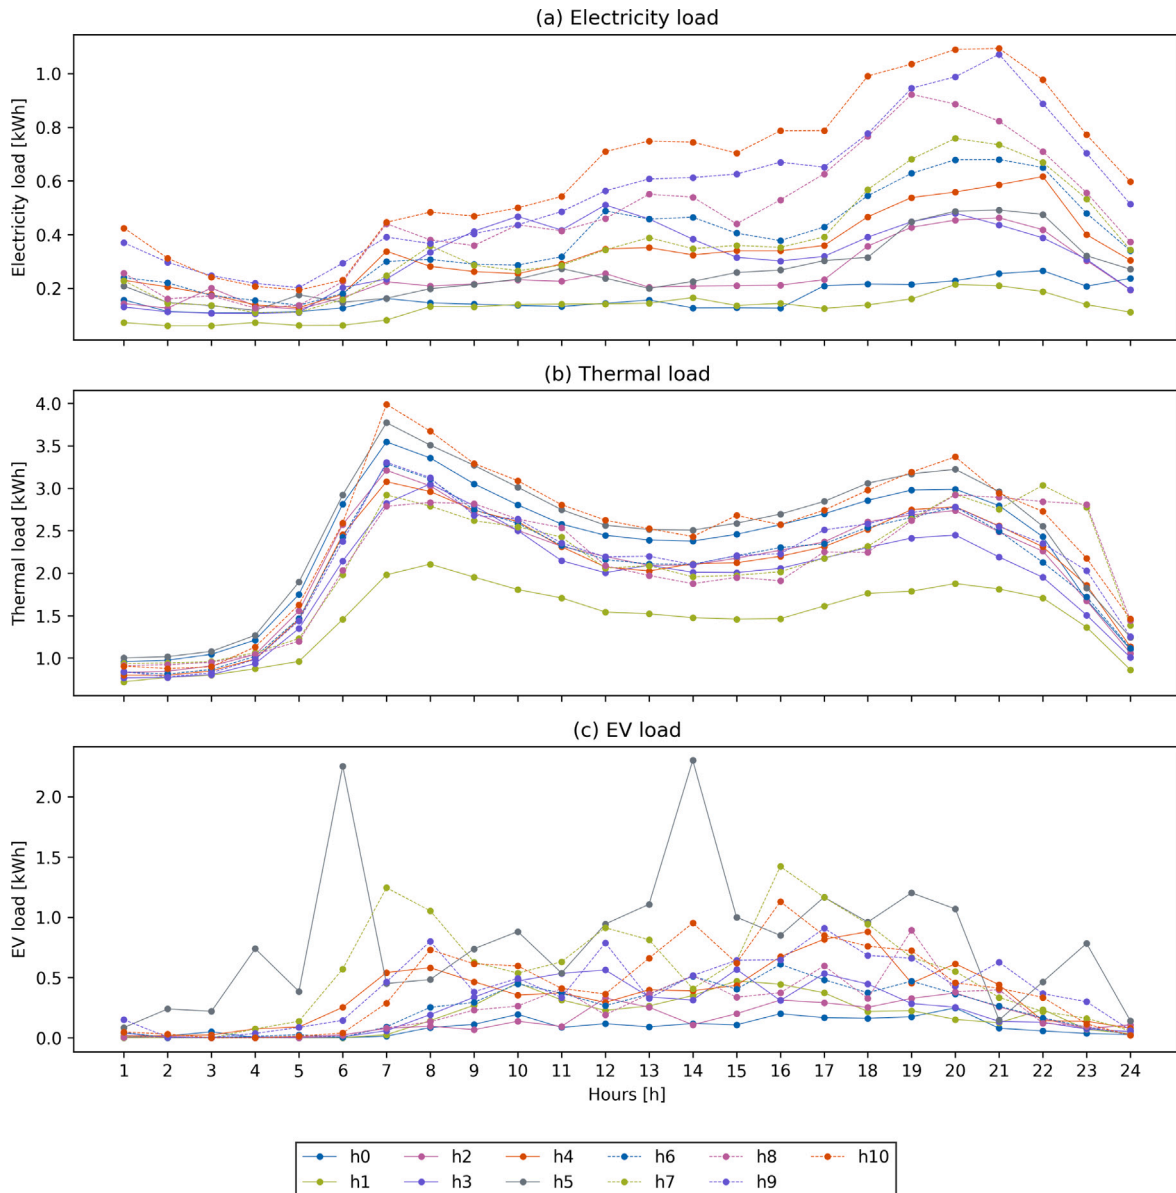 (a) Electricity load
Electricity load [kWh]
1.0
0.8
0.6
0.4
0.2
(b) Thermal load
Thermal load [kWh]
4.0
3.5
3.0
2.5
2.0
1.5
1.0
(c) EV load
EV load [kWh]
2.0
1.5
1.0
0.5
0.0
1 2 3 4 5 6 7 8 9 10 11 12 13 14 15 16 17 18 19 20 21 22 23 24
Hours [h]
h0 h2 h4 h6 h8 h10
h1 h3 h5 h7 h9